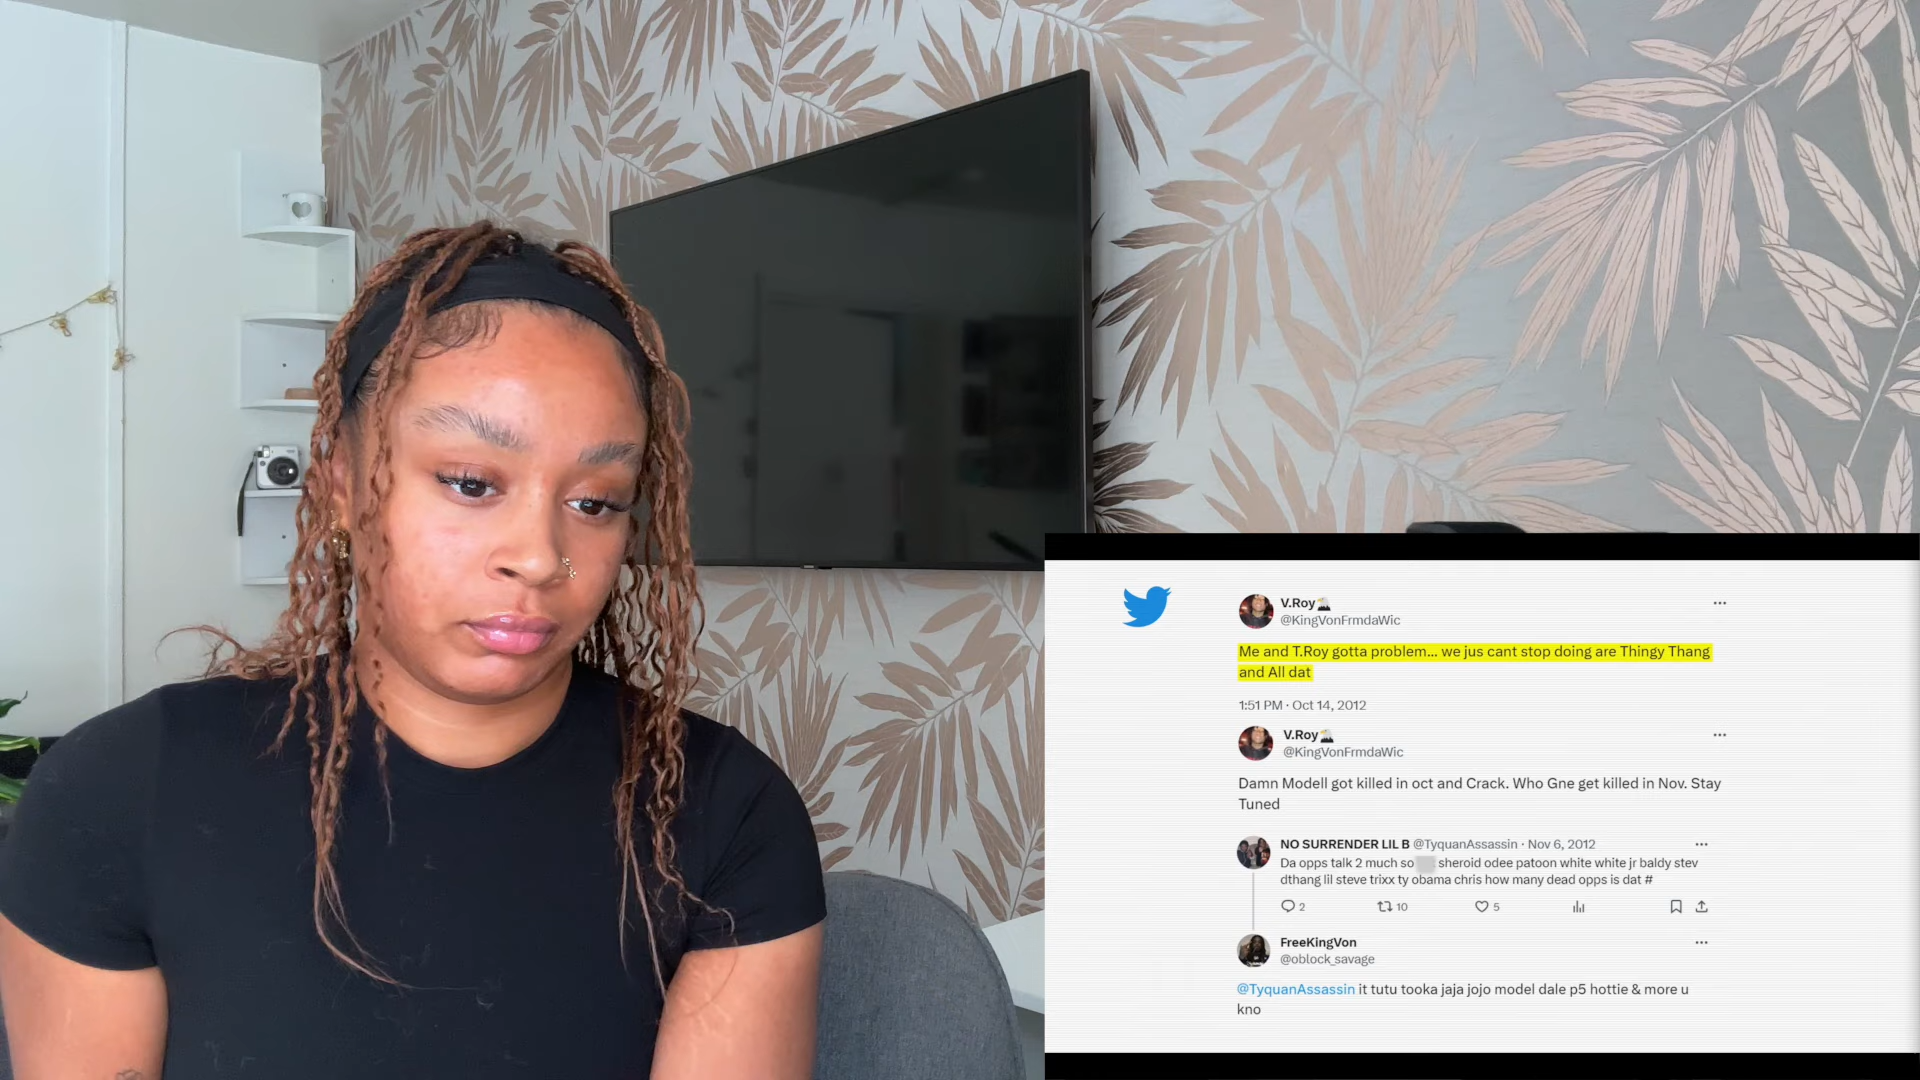 V.Roy
@KingVonFrmdaWic
Me and T.Roy gotta problem... we jus cant stop doing are Thingy Thang
and All dat
1:51 PM · Oct 14, 2012
V.Roy
@KingVonFrmdaWic
Damn Modell got killed in oct and Crack. Who Gne get killed in Nov. Stay
Tuned
NO SURRENDER LIL B @TyquanAssassin · Nov 6, 2012
Da opps talk 2 much so sheroid odee patoon white white jr baldy stev
dthang lil steve trixx ty obama chris how many dead opps is dat #
2 10 5
FreeKingVon
@oblock_savage
@TyquanAssassin it tutu tooka jaja jojo model dale p5 hottie & more u
kno